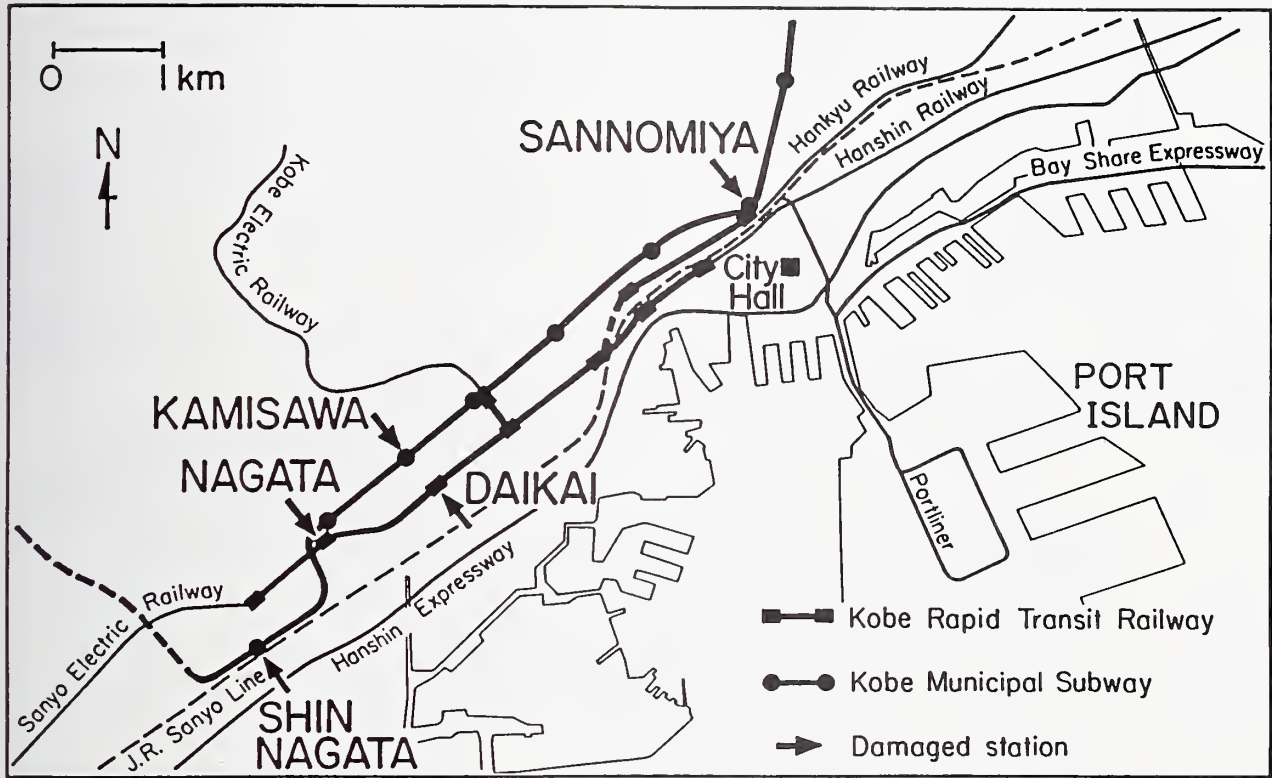 0 1 km
N
SANNOMIYA
Hankyu Railway
Hanshin Railway
Bay Share Expressway
Kobe Electric Railway
City
Hall
KAMISAWA
NAGATA
DAIKAI
PORT
ISLAND
Portliner
Sanyo Electric Railway
Hanshin Expressway
J.R. Sanyo Line
SHIN
NAGATA
Kobe Rapid Transit Railway
Kobe Municipal Subway
Damaged station